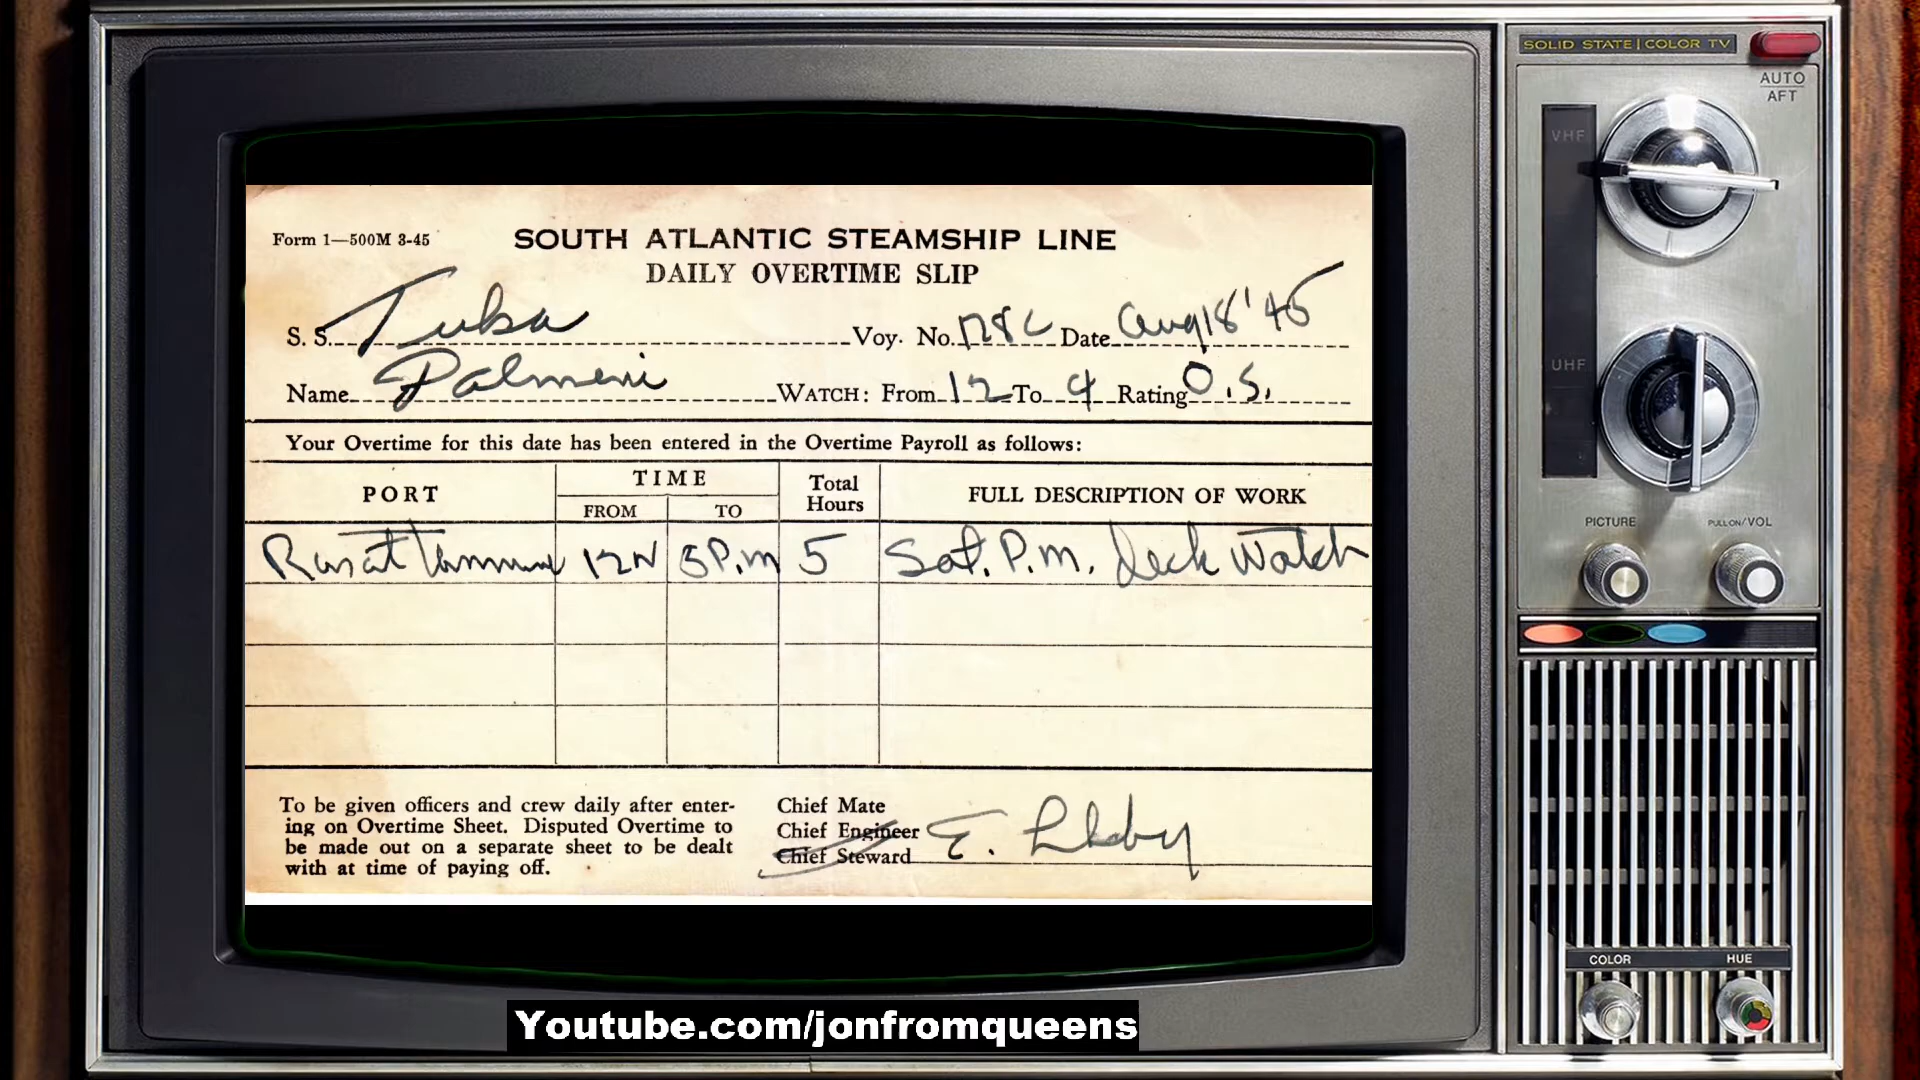 SOLID STATE | COLOR TV
AUTO
AFT
VHF
UHF
PICTURE
PULL ON/VOL
COLOR
HUE
Form 1—500M 3-45
SOUTH ATLANTIC STEAMSHIP LINE
DAILY OVERTIME SLIP
S. S. Tuba Voy. No. Date Aug 18 '45
Name Palmeri WATCH: From 12 To 4 Rating O.S.
Your Overtime for this date has been entered in the Overtime Payroll as follows:
PORT TIME Total Hours FULL DESCRIPTION OF WORK
FROM TO
12N 5 P.M 5 Sat. P.M. Deck Watch
To be given officers and crew daily after enter-
ing on Overtime Sheet. Disputed Overtime to
be made out on a separate sheet to be dealt
with at time of paying off.
Chief Mate
Chief Engineer
Chief Steward E.
Youtube.com/jonfromqueens